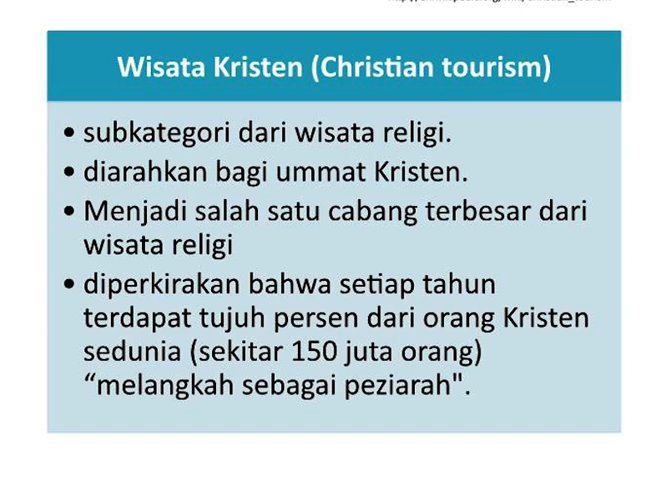 Wisata Kristen (Christian tourism)
• subkategori dari wisata religi.
• diarahkan bagi ummat Kristen.
• Menjadi salah satu cabang terbesar dari
wisata religi
• diperkirakan bahwa setiap tahun
terdapat tujuh persen dari orang Kristen
sedunia (sekitar 150 juta orang)
“melangkah sebagai peziarah".